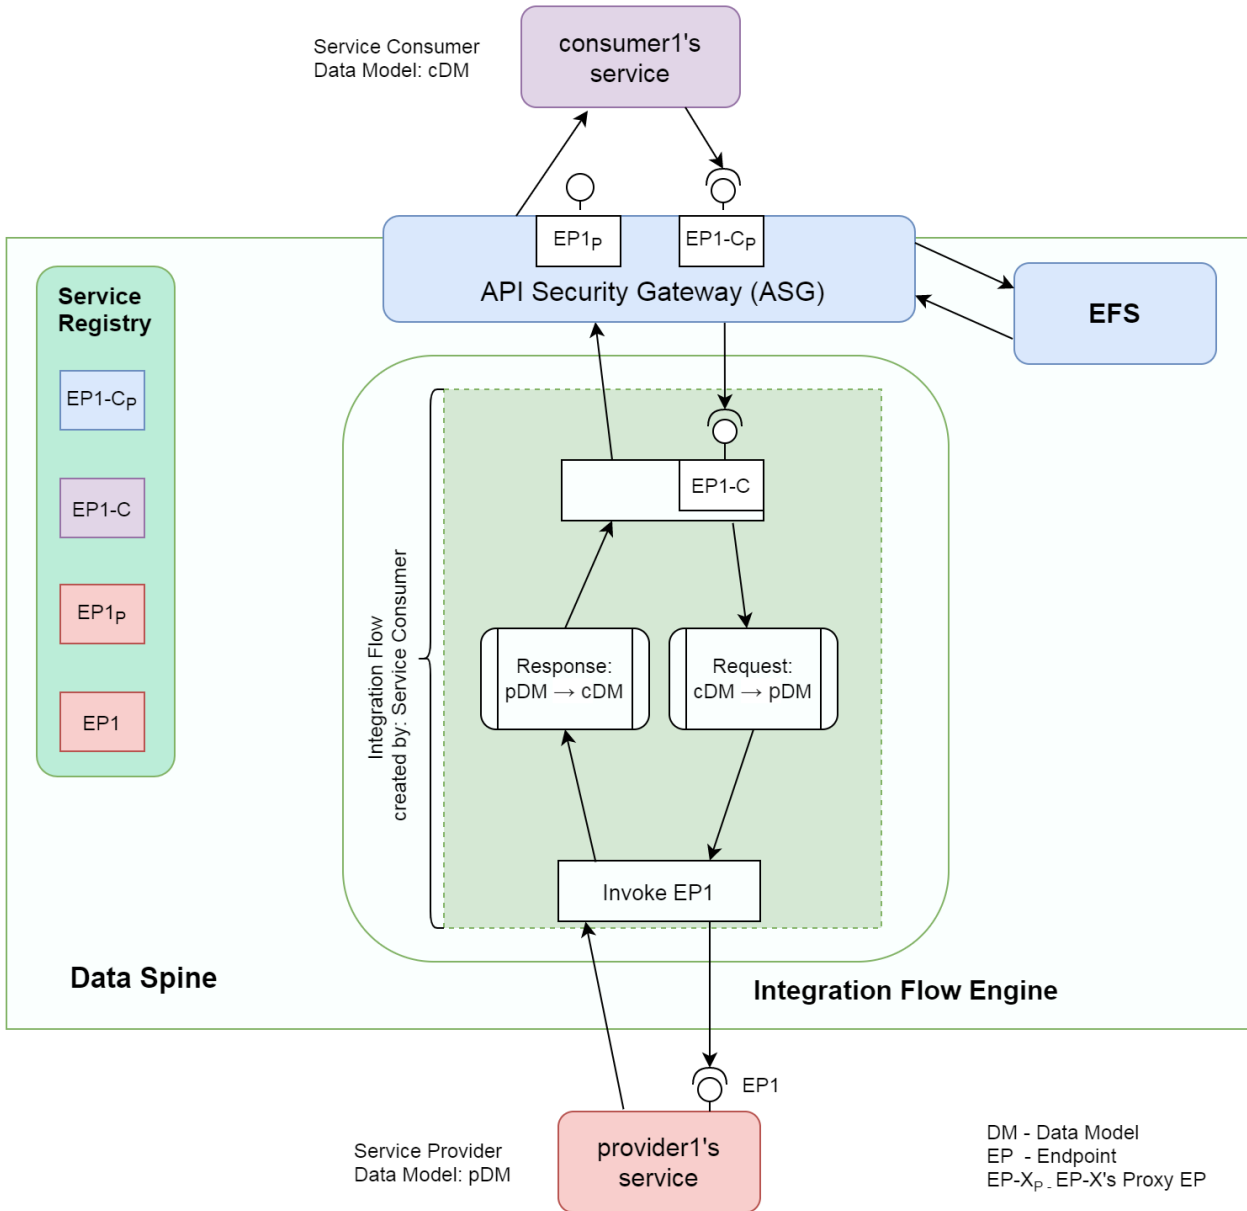 Service Consumer
Data Model: cDM
consumer1's
service
EP1P
EP1-CP
API Security Gateway (ASG)
EFS
Service
Registry
EP1-CP
EP1-C
EP1P
EP1
Integration Flow
created by: Service Consumer
EP1-C
Response:
pDM → cDM
Request:
cDM → pDM
Invoke EP1
Data Spine
Integration Flow Engine
EP1
Service Provider
Data Model: pDM
provider1's
service
DM - Data Model
EP - Endpoint
EP-XP - EP-X's Proxy EP